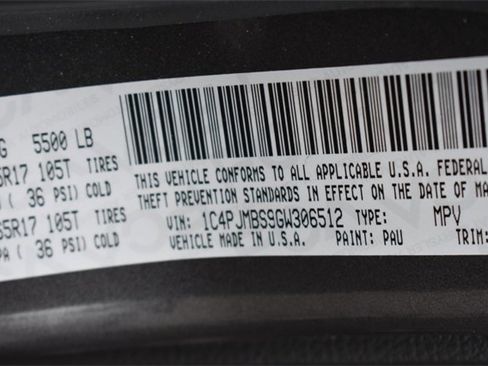 G 5500 LB
5R17 105T TIRES
( 36 PSI) COLD
65R17 105T TIRES
PA ( 36 PSI) COLD
THIS VEHICLE CONFORMS TO ALL APPLICABLE U.S.A. FEDERAL
THEFT PREVENTION STANDARDS IN EFFECT ON THE DATE OF MA
VIN: 1C4PJMBSSGW306512 TYPE: MPV
VEHICLE MADE IN U.S.A. PAINT: PAU TRIM: